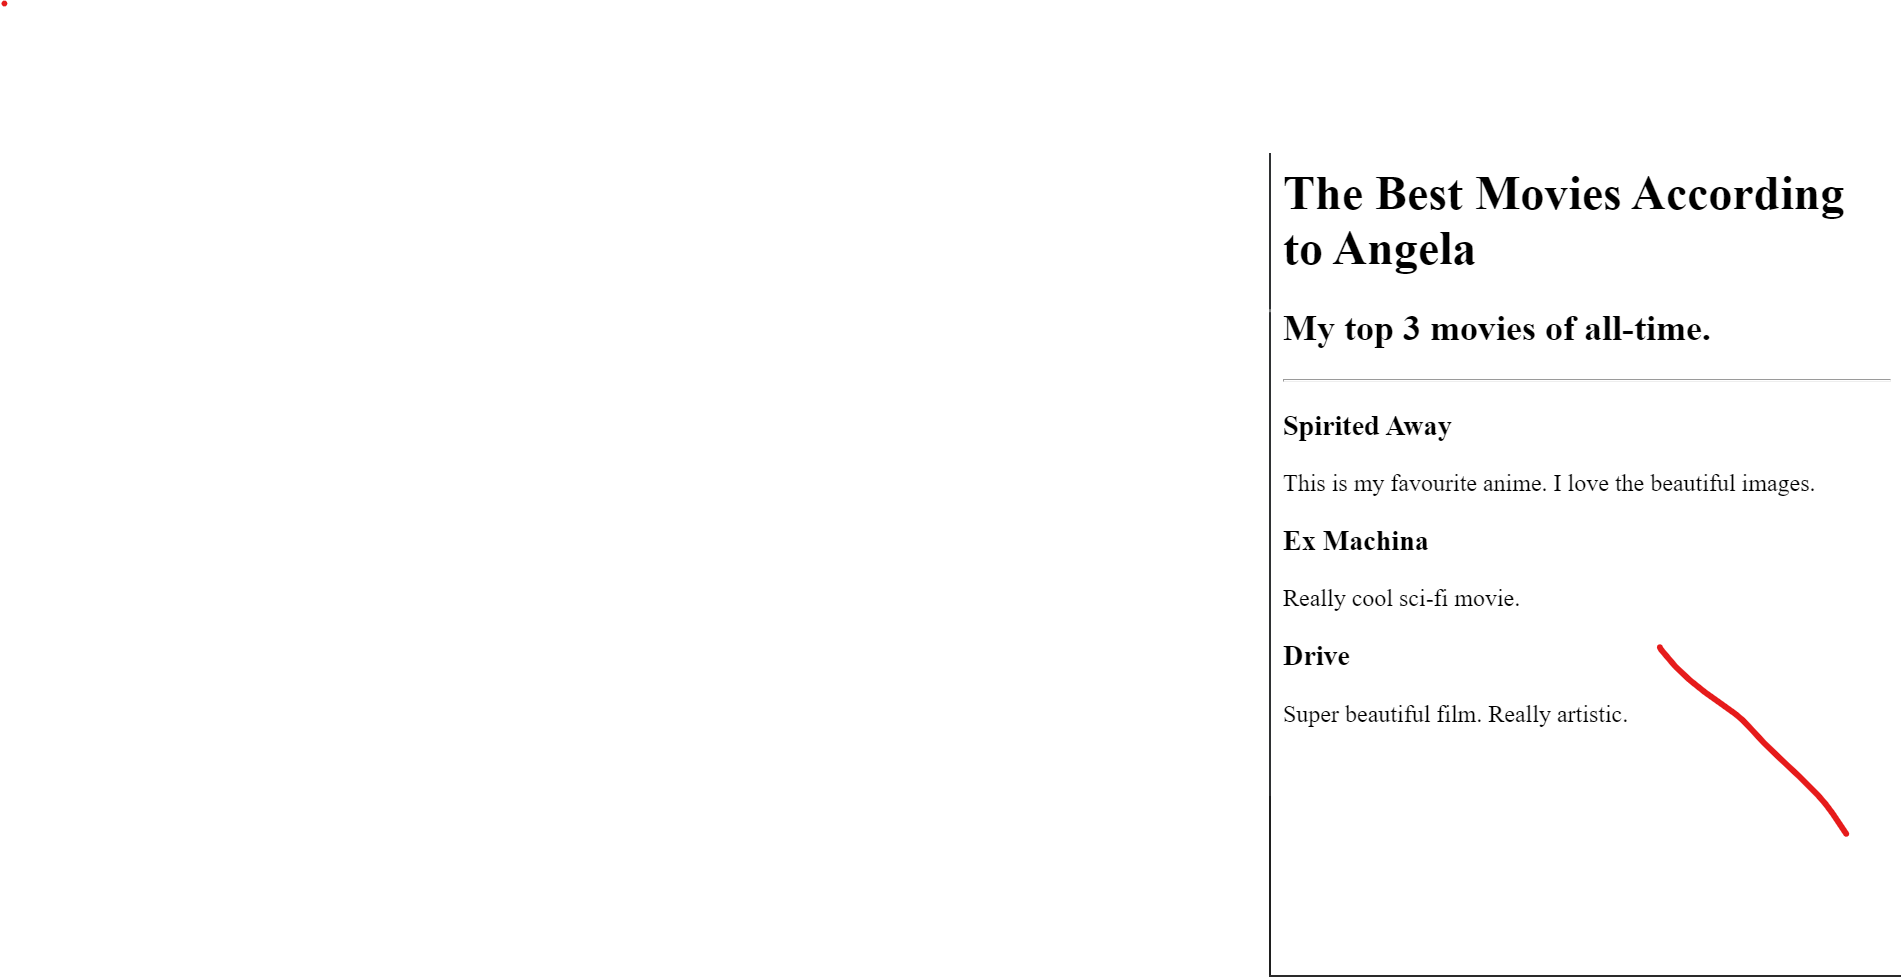 The Best Movies According
to Angela
My top 3 movies of all-time.
Spirited Away
This is my favourite anime. I love the beautiful images.
Ex Machina
Really cool sci-fi movie.
Drive
Super beautiful film. Really artistic.